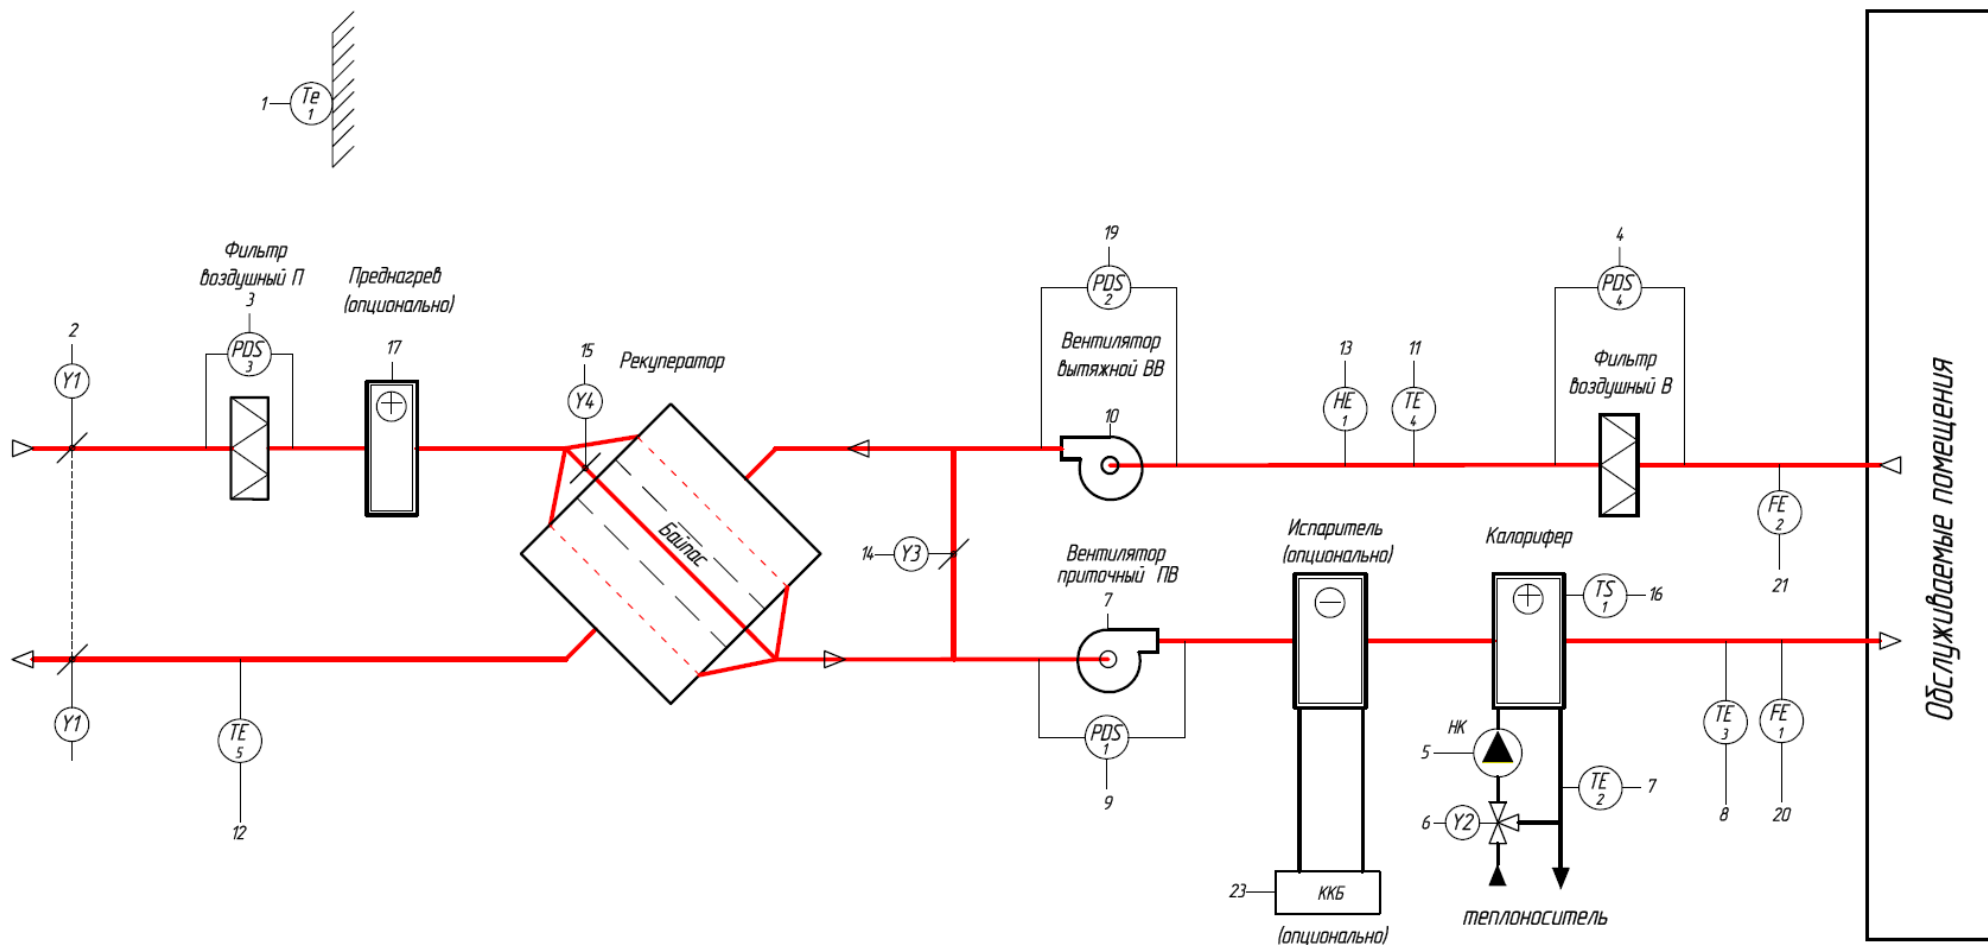 1
Te
1
Фильтр
воздушный П
3
PDS
3
Преднагрев
(опционально)
17
2
Y1
15
Y4
Рекуператор
Байпас
19
PDS
2
Вентилятор
вытяжной ВВ
10
13
HE
1
11
TE
4
4
PDS
4
Фильтр
воздушный В
FE
2
21
14
Y3
Вентилятор
приточный ПВ
7
PDS
1
9
Испаритель
(опционально)
Калорифер
TS
1
16
Y1
TE
5
12
НК
5
6
Y2
TE
2
7
TE
3
8
FE
1
20
23
ККБ
(опционально)
теплоноситель
Обслуживаемые помещения